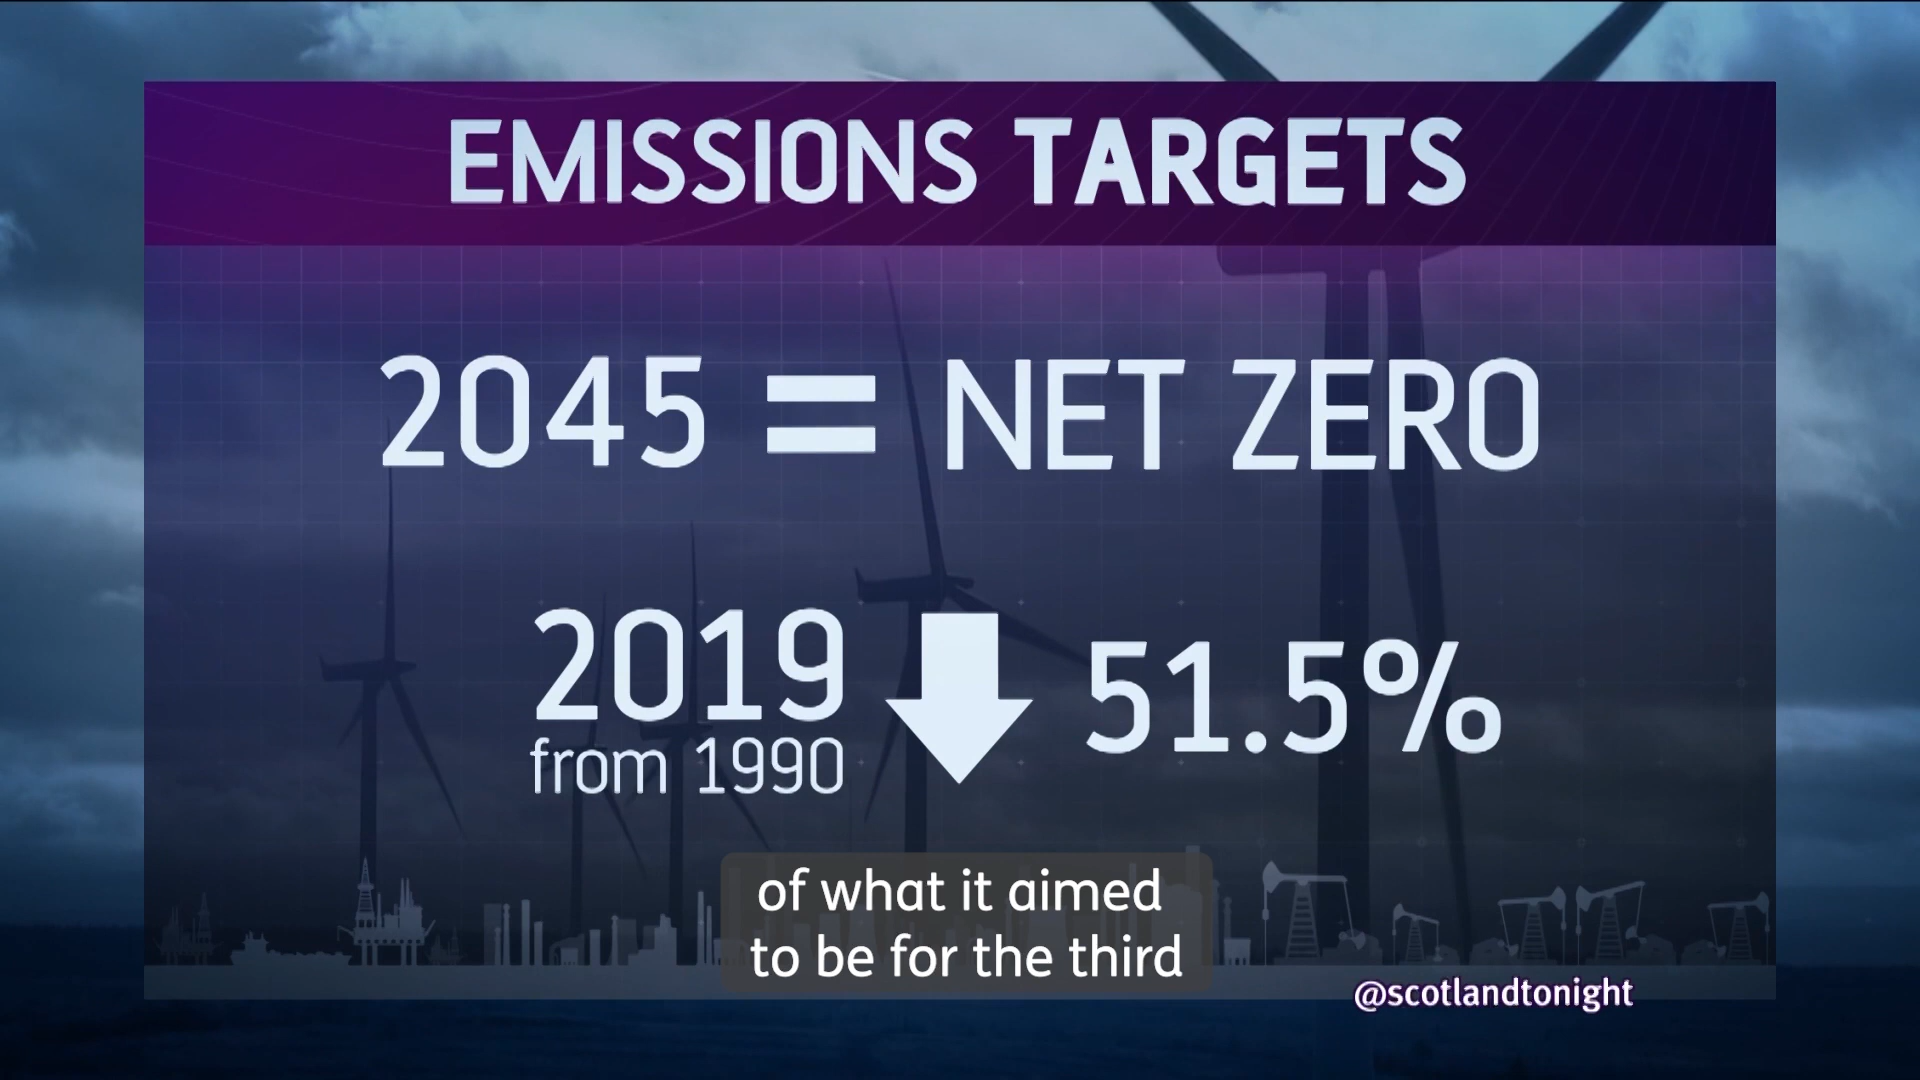 EMISSIONS TARGETS
2045 = NET ZERO
2019
from 1990
51.5%
of what it aimed
to be for the third
@scotlandtonight